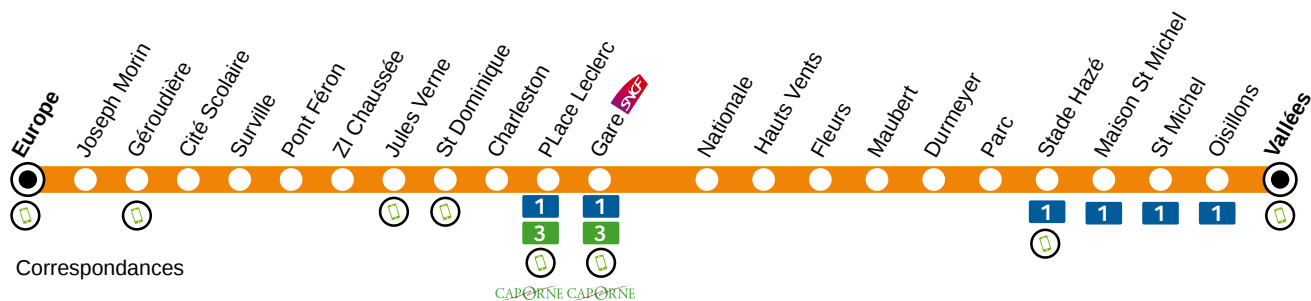 Europe
Joseph Morin
Géroudière
Cité Scolaire
Surville
Pont Féron
ZI Chaussée
Jules Verne
St Dominique
Charleston
PLace Leclerc
Gare SNCF
Nationale
Hauts Vents
Fleurs
Maubert
Durmeyer
Parc
Stade Hazé
Maison St Michel
St Michel
Oisillons
Vallées
1 1 1 1 1 1
3 3
Correspondances
CAPORNE CAPORNE